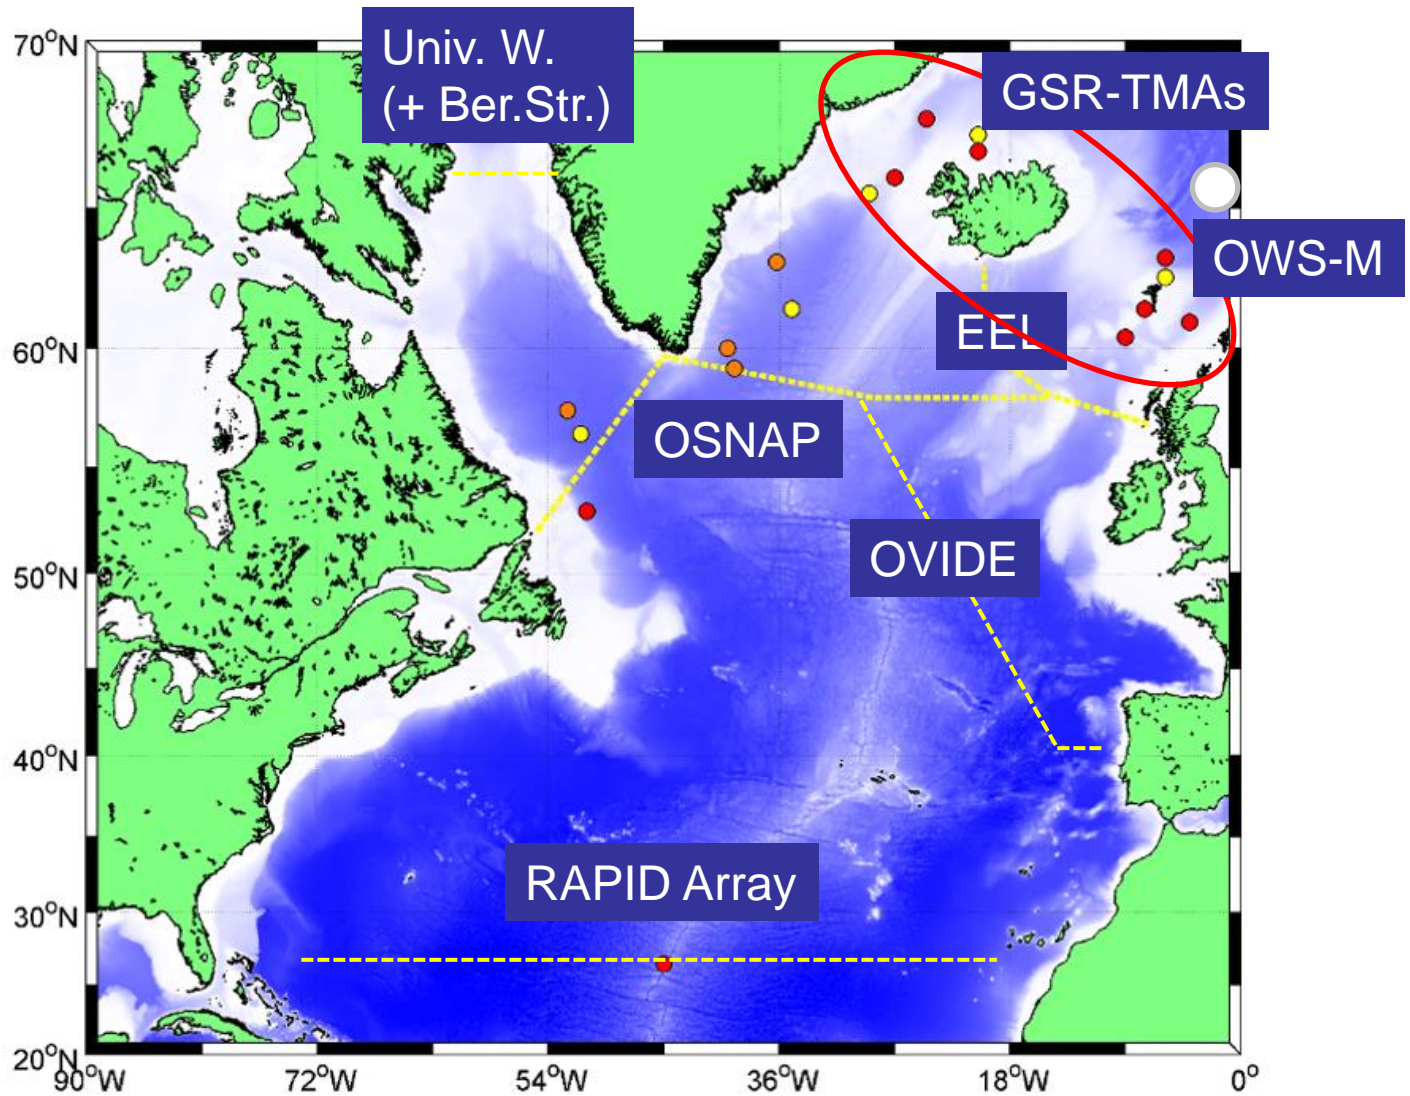 Univ. W.
(+ Ber.Str.)
GSR-TMAs
OWS-M
EEL
OSNAP
OVIDE
RAPID Array
70°N
60°N
50°N
40°N
30°N
20°N
90°W
72°W
54°W
36°W
18°W
0°